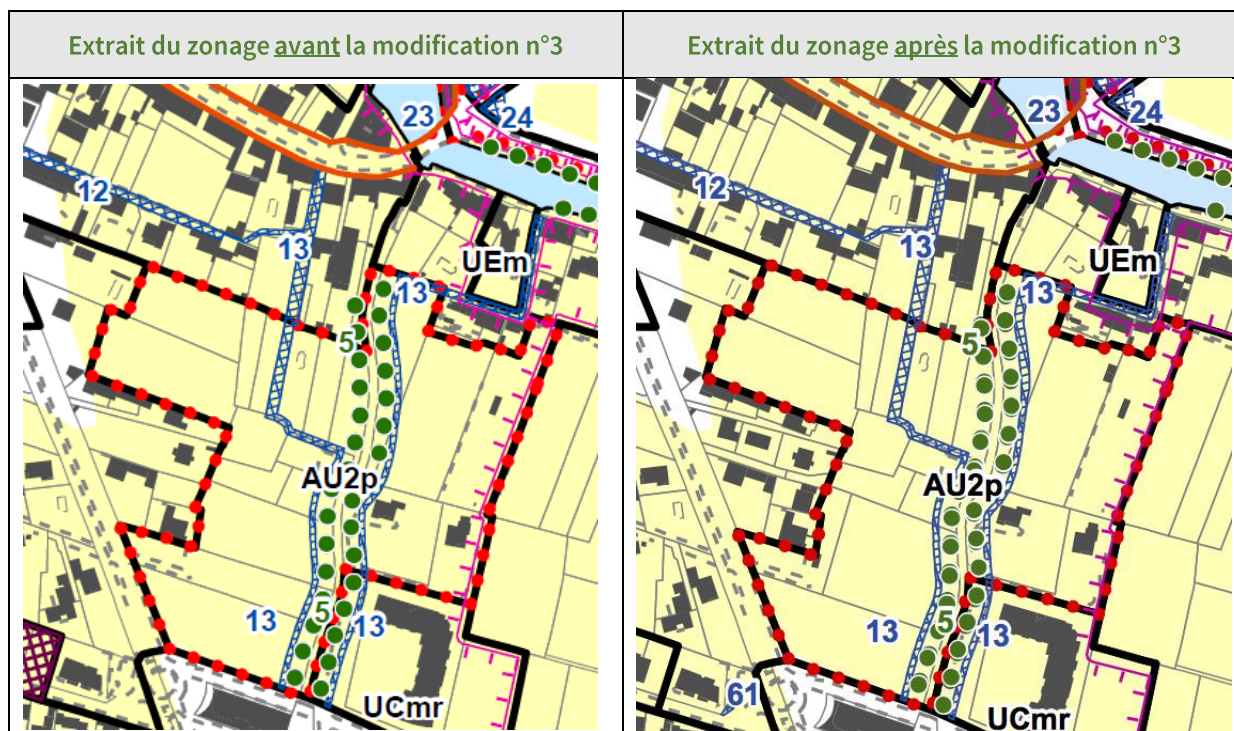 Extrait du zonage avant la modification n°3
Extrait du zonage après la modification n°3
23
24
12
13
UEm
13
5
AU2p
13
5
13
UCmr
23
24
12
13
UEm
13
5
AU2p
13
5
13
61
UCmr